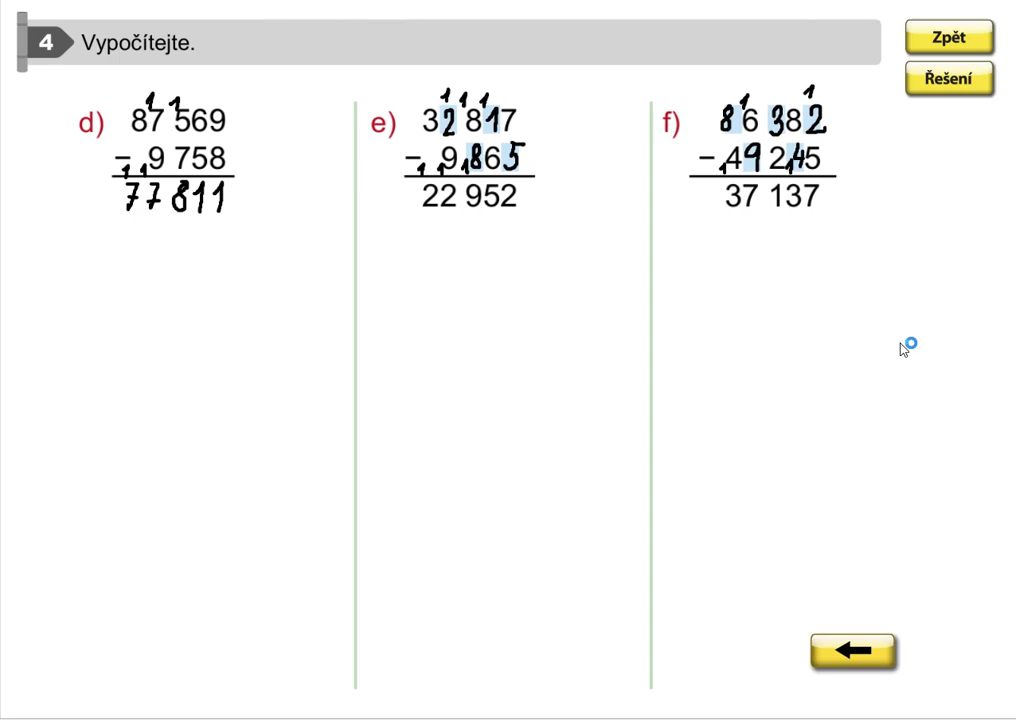 4 Vypočítejte.
Zpět
Řešení
d) 87 569
- 9 758
77 811
e) 32 817
- 9 865
22 952
f) 86 382
- 49 245
37 137